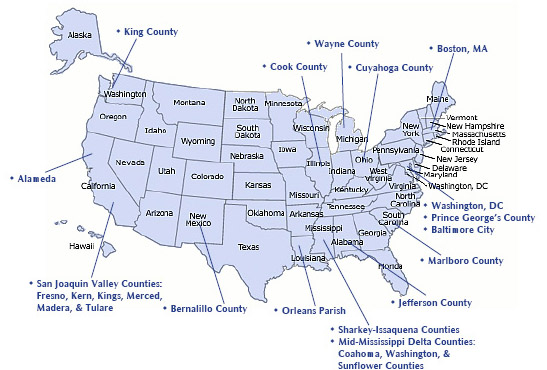 Alaska
• King County
• Wayne County
• Boston, MA
• Cook County
• Cuyahoga County
Washington
Oregon
Idaho
Montana
Wyoming
North
Dakota
South
Dakota
Nebraska
Minnesota
Iowa
Wisconsin
Michigan
Illinois
Indiana
Ohio
Pennsylvania
New
York
Maine
Vermont
New Hampshire
Massachusetts
Rhode Island
Connecticut
New Jersey
Delaware
Maryland
Washington, DC
West
Virginia
Virginia
Kentucky
North
Carolina
Tennessee
South
Carolina
Georgia
Alabama
Mississippi
Florida
Louisiana
Arkansas
Missouri
Kansas
Oklahoma
Texas
New
Mexico
Colorado
Utah
Arizona
Nevada
California
Hawaii
• Alameda
• Washington, DC
• Prince George's County
• Baltimore City
• Marlboro County
• Jefferson County
• San Joaquin Valley Counties:
Fresno, Kern, Kings, Merced,
Madera, & Tulare
• Bernalillo County
• Orleans Parish
• Sharkey-Issaquena Counties
• Mid-Mississippi Delta Counties:
Coahoma, Washington, &
Sunflower Counties